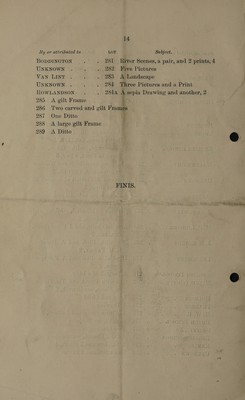 14
By or attributed to LOT Subject.
BODDINGTON . . 281 River Scenes, a pair, and 2 prints, 4
UNKNOWN . . . 282 Five Pictures
VAN LINT . . . 283 A Landscape
UNKNOWN . . . 284 Three Pictures and a Print
ROWLANDSON . . 284A A sepia Drawing and another, 2
285 A gilt Frame
286 Two carved and gilt Frames
287 One Ditto
288 A large gilt Frame
289 A Ditto
FINIS.